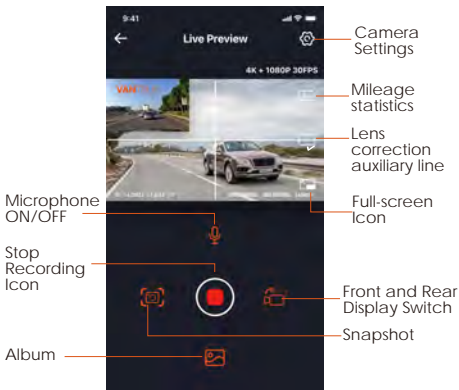 9:41
Live Preview
4K + 1080P 30FPS
Camera
Settings
Mileage
statistics
Lens
correction
auxiliary line
Full-screen
Icon
Microphone
ON/OFF
Stop
Recording
Icon
Front and Rear
Display Switch
Snapshot
Album